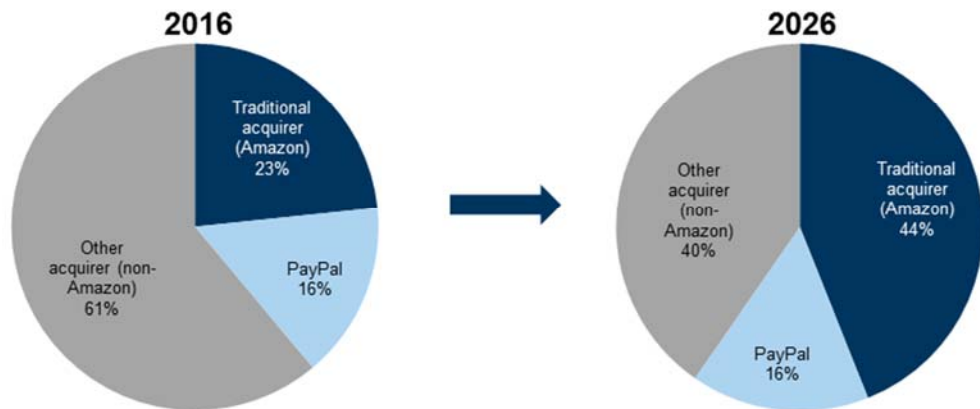 2016
Traditional
acquirer
(Amazon)
23%
PayPal
16%
Other
acquirer (non-
Amazon)
61%
2026
Traditional
acquirer
(Amazon)
44%
PayPal
16%
Other
acquirer
(non-
Amazon)
40%